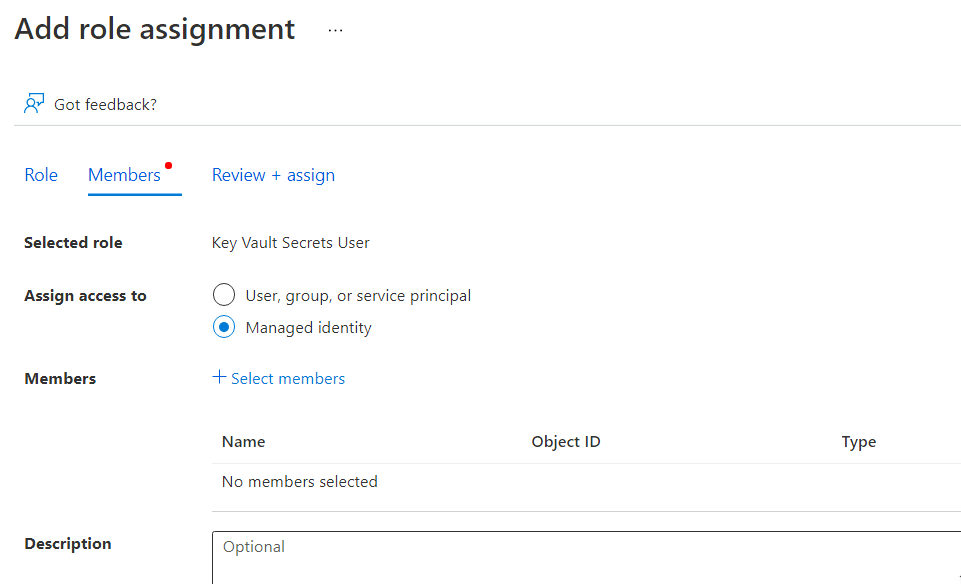 Add role assignment ...
Got feedback?
Role Members Review + assign
Selected role Key Vault Secrets User
Assign access to User, group, or service principal
Managed identity
Members + Select members
Name Object ID Type
No members selected
Description Optional